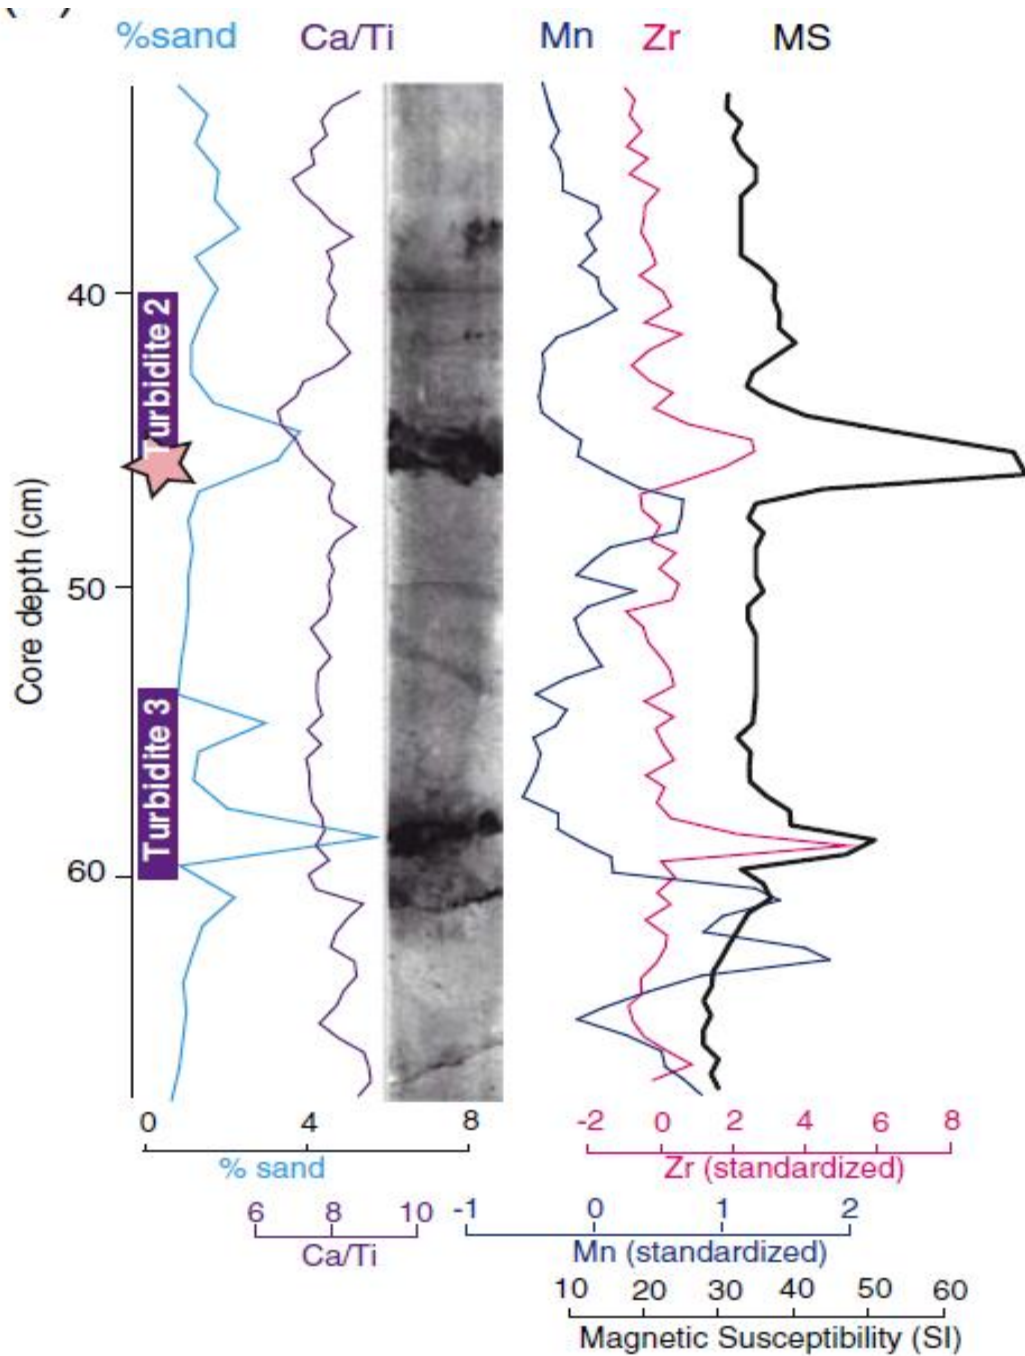 %sand Ca/Ti Mn Zr MS
40
Turbidite 2
50
Core depth (cm)
Turbidite 3
60
0 4 8
% sand
-2 0 2 4 6 8
Zr (standardized)
6 8 10
Ca/Ti
-1 0 1 2
Mn (standardized)
10 20 30 40 50 60
Magnetic Susceptibility (SI)